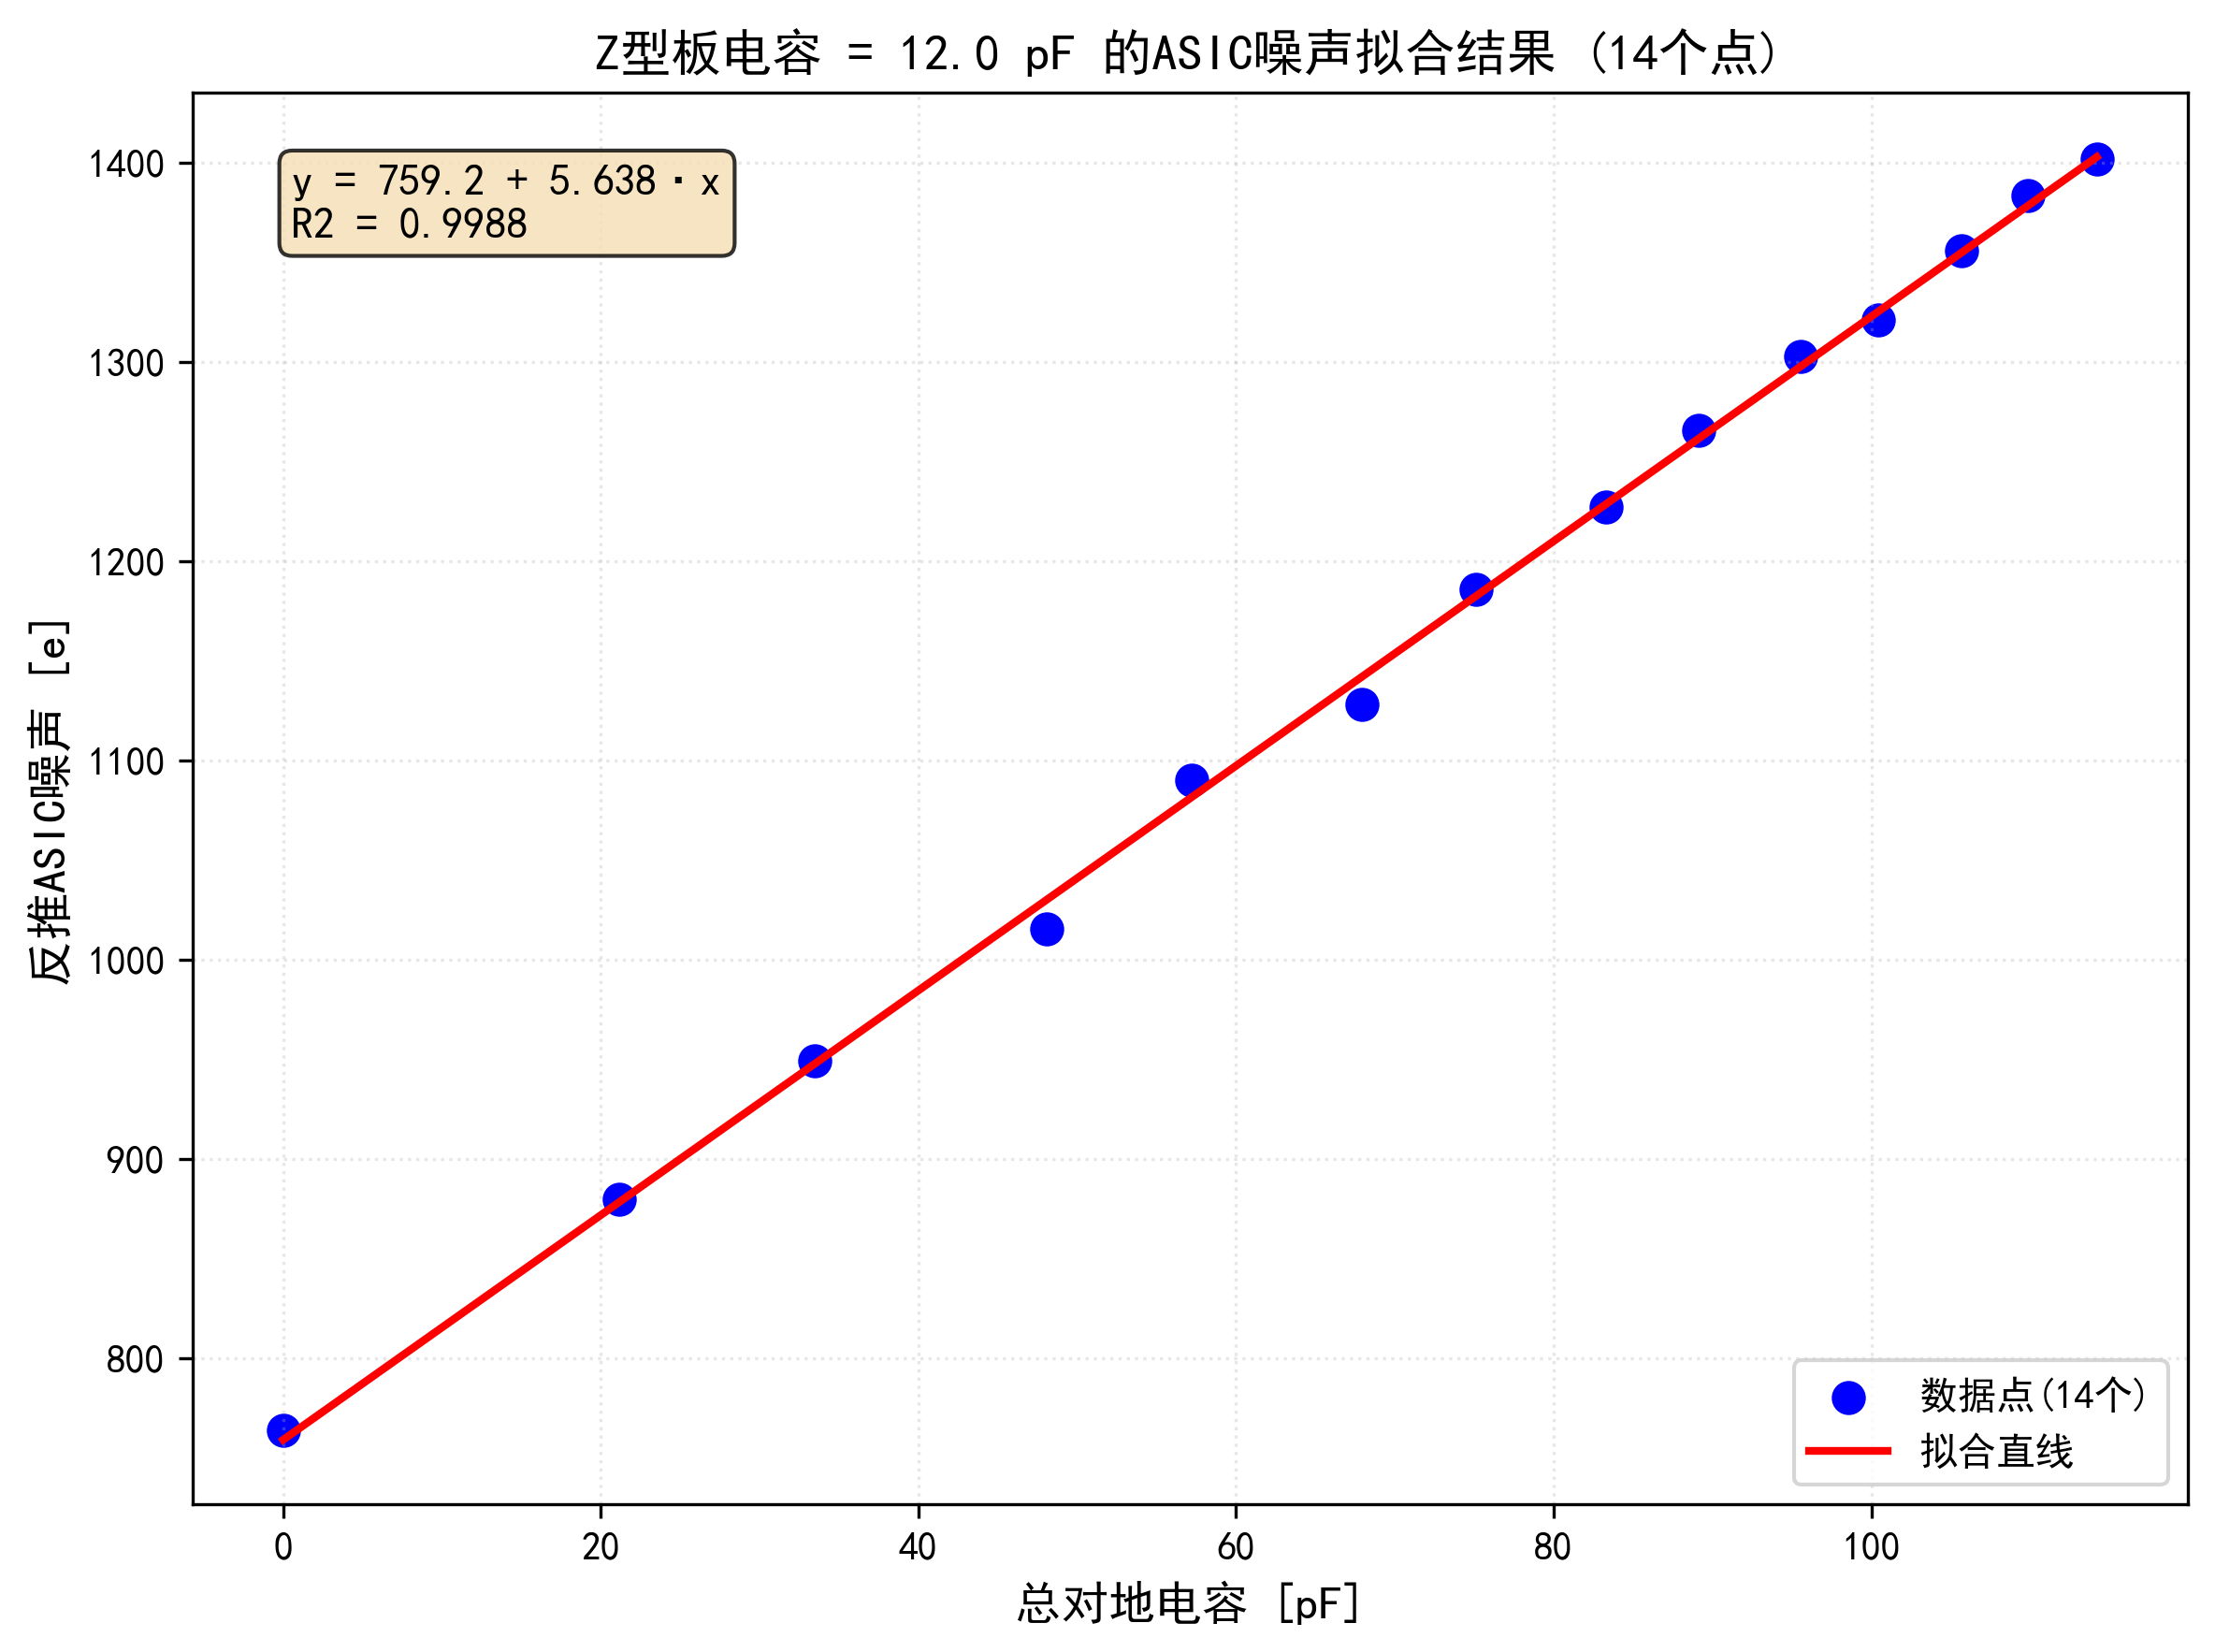 Z型板电容 = 12.0 pF 的ASIC噪声拟合结果 (14个点)
y = 759.2 + 5.638·x
R2 = 0.9988
反推ASIC噪声 [e]
1400
1300
1200
1100
1000
900
800
数据点(14个)
拟合直线
0 20 40 60 80 100
总对地电容 [pF]